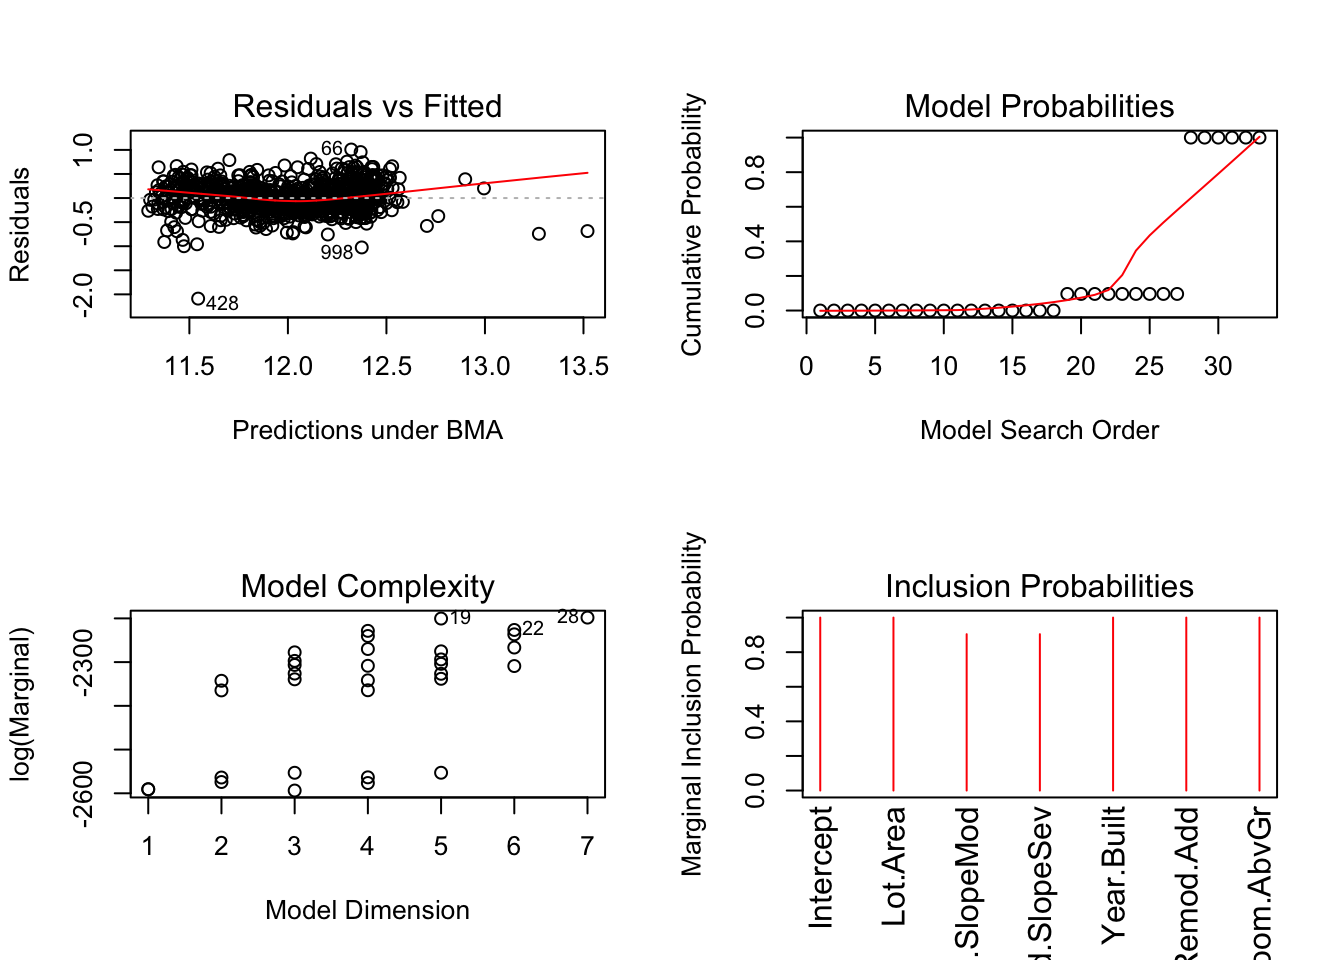 Residuals vs Fitted
Residuals
1.0
-0.5
-2.0
66
998
428
11.5 12.0 12.5 13.0 13.5
Predictions under BMA
Model Probabilities
Cumulative Probability
0.8
0.4
0.0
0 5 10 15 20 25 30
Model Search Order
Model Complexity
log(Marginal)
-2300
-2600
19
22
28
1 2 3 4 5 6 7
Model Dimension
Inclusion Probabilities
Marginal Inclusion Probability
0.8
0.4
0.0
Intercept
Lot.Area
.SlopeMod
d.SlopeSev
Year.Built
Remod.Add
oom.AbvGr